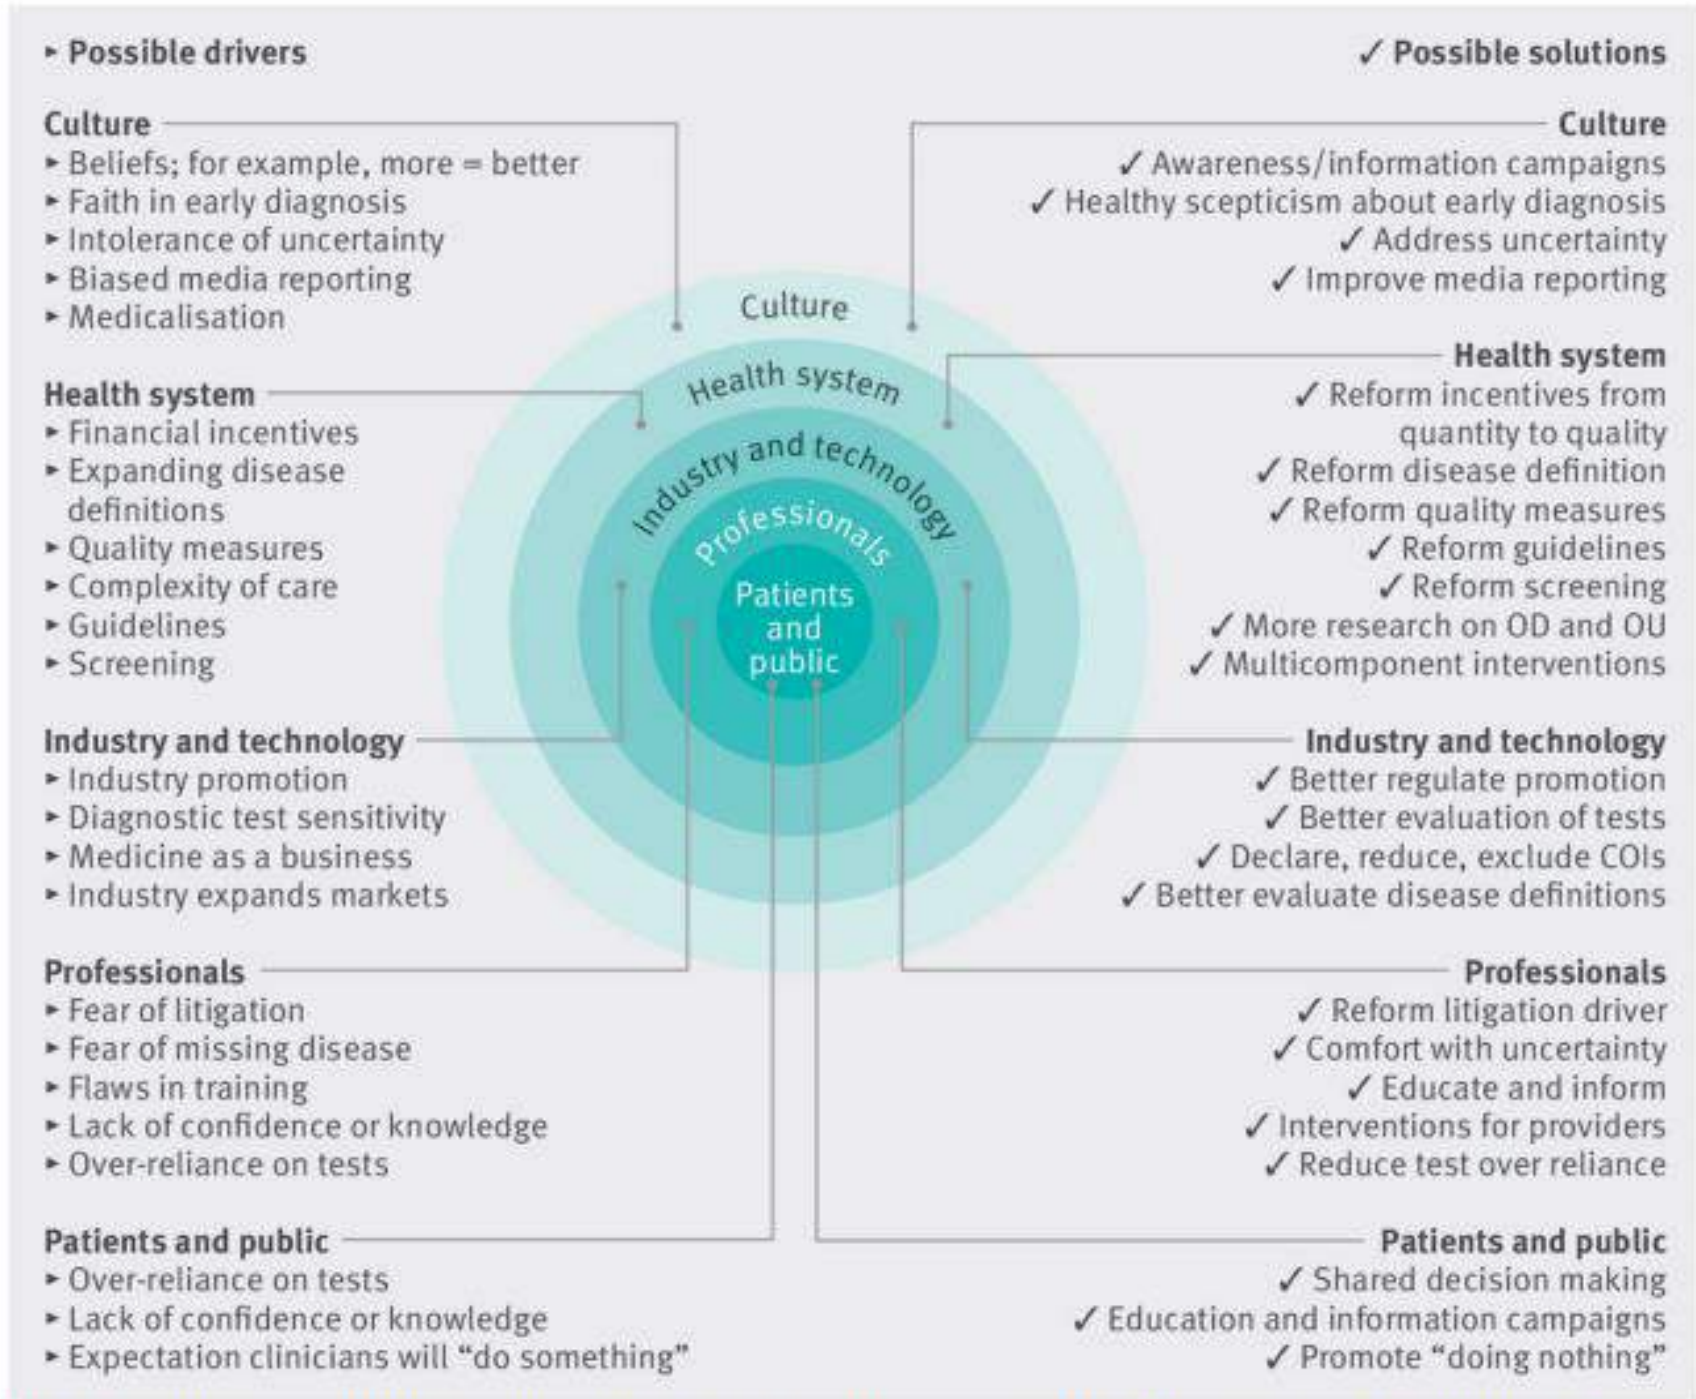 ▸ Possible drivers
Culture
▸ Beliefs; for example, more = better
▸ Faith in early diagnosis
▸ Intolerance of uncertainty
▸ Biased media reporting
▸ Medicalisation
Health system
▸ Financial incentives
▸ Expanding disease
definitions
▸ Quality measures
▸ Complexity of care
▸ Guidelines
▸ Screening
Industry and technology
▸ Industry promotion
▸ Diagnostic test sensitivity
▸ Medicine as a business
▸ Industry expands markets
Professionals
▸ Fear of litigation
▸ Fear of missing disease
▸ Flaws in training
▸ Lack of confidence or knowledge
▸ Over-reliance on tests
Patients and public
▸ Over-reliance on tests
▸ Lack of confidence or knowledge
▸ Expectation clinicians will “do something”
Culture
Health system
Industry and technology
Professionals
Patients
and
public
✓ Possible solutions
Culture
✓ Awareness/information campaigns
✓ Healthy scepticism about early diagnosis
✓ Address uncertainty
✓ Improve media reporting
Health system
✓ Reform incentives from
quantity to quality
✓ Reform disease definition
✓ Reform quality measures
✓ Reform guidelines
✓ Reform screening
✓ More research on OD and OU
✓ Multicomponent interventions
Industry and technology
✓ Better regulate promotion
✓ Better evaluation of tests
✓ Declare, reduce, exclude COIs
✓ Better evaluate disease definitions
Professionals
✓ Reform litigation driver
✓ Comfort with uncertainty
✓ Educate and inform
✓ Interventions for providers
✓ Reduce test over reliance
Patients and public
✓ Shared decision making
✓ Education and information campaigns
✓ Promote “doing nothing”